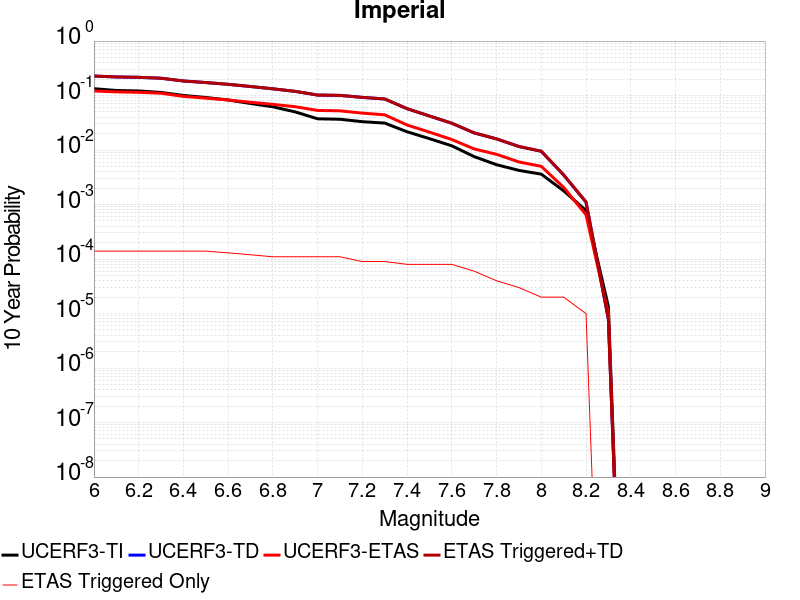 Imperial
10 Year Probability
10^0
10^-1
10^-2
10^-3
10^-4
10^-5
10^-6
10^-7
10^-8
6 6.2 6.4 6.6 6.8 7 7.2 7.4 7.6 7.8 8 8.2 8.4 8.6 8.8 9
Magnitude
UCERF3-TI UCERF3-TD UCERF3-ETAS ETAS Triggered+TD
ETAS Triggered Only